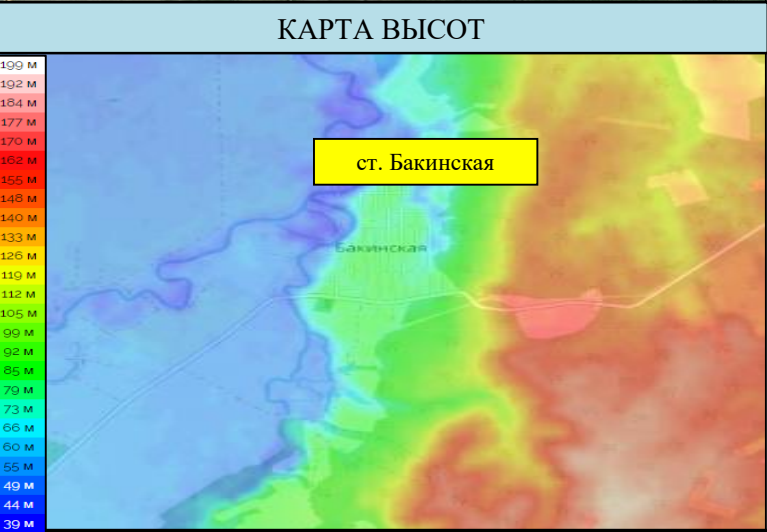 КАРТА ВЫСОТ
199 м
192 м
184 м
177 м
170 м
162 м
155 м
148 м
140 м
133 м
126 м
119 м
112 м
105 м
99 м
92 м
85 м
79 м
73 м
66 м
60 м
55 м
49 м
44 м
39 м
ст. Бакинская
Бакинская